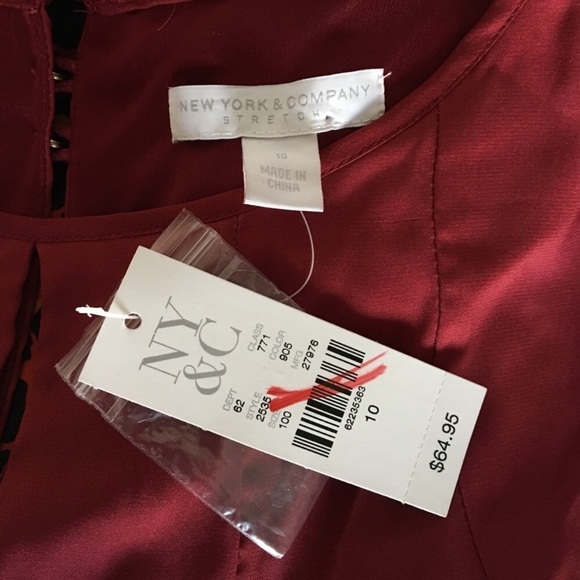 NEW YORK & COMPANY
STRETCH
10
MADE IN
CHINA
NY
&C
DEPT
62
CLASS
771
STYLE
2535
COLOR
905
SIZE
100
MFG
27976
62235363
10
$64.95